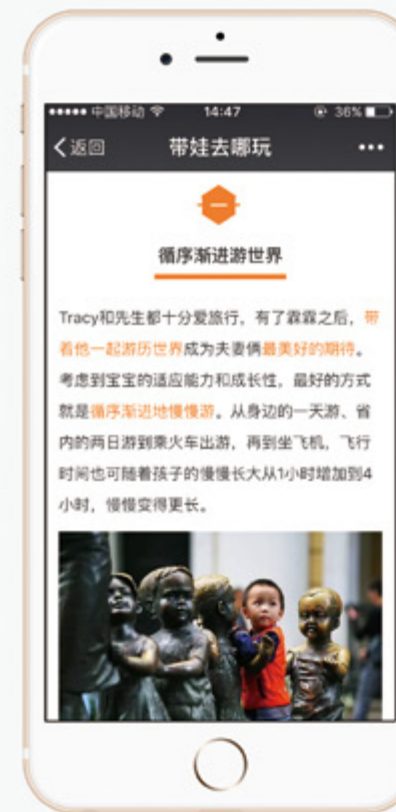 中国移动 14:47 36%
返回 带娃去哪玩
一
循序渐进游世界
Tracy和先生都十分爱旅行，有了霖霖之后，带
着他一起游历世界成为夫妻俩最美好的期待。
考虑到宝宝的适应能力和成长性，最好的方式
就是循序渐进地慢慢游。从身边的一天游、省
内的两日游到乘火车出游，再到坐飞机，飞行
时间也可随着孩子的慢慢长大从1小时增加到4
小时，慢慢变得更长。